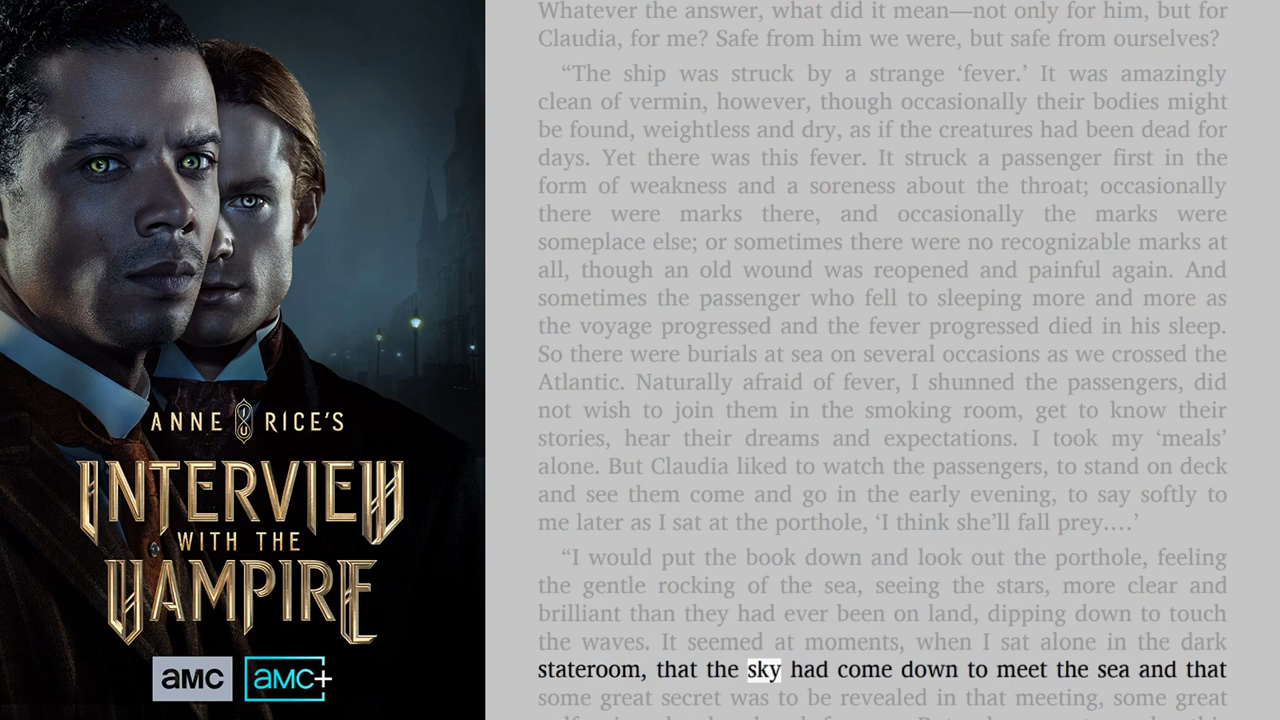 ANNE RICE'S
INTERVIEW
WITH THE
VAMPIRE
aMC
aMC+
Whatever the answer, what did it mean—not only for him, but for
Claudia, for me? Safe from him we were, but safe from ourselves?
“The ship was struck by a strange ‘fever.’ It was amazingly
clean of vermin, however, though occasionally their bodies might
be found, weightless and dry, as if the creatures had been dead for
days. Yet there was this fever. It struck a passenger first in the
form of weakness and a soreness about the throat; occasionally
there were marks there, and occasionally the marks were
someplace else; or sometimes there were no recognizable marks at
all, though an old wound was reopened and painful again. And
sometimes the passenger who fell to sleeping more and more as
the voyage progressed and the fever progressed died in his sleep.
So there were burials at sea on several occasions as we crossed the
Atlantic. Naturally afraid of fever, I shunned the passengers, did
not wish to join them in the smoking room, get to know their
stories, hear their dreams and expectations. I took my ‘meals’
alone. But Claudia liked to watch the passengers, to stand on deck
and see them come and go in the early evening, to say softly to
me later as I sat at the porthole, ‘I think she’ll fall prey.…’
“I would put the book down and look out the porthole, feeling
the gentle rocking of the sea, seeing the stars, more clear and
brilliant than they had ever been on land, dipping down to touch
the waves. It seemed at moments, when I sat alone in the dark
stateroom, that the sky had come down to meet the sea and that
some great secret was to be revealed in that meeting, some great